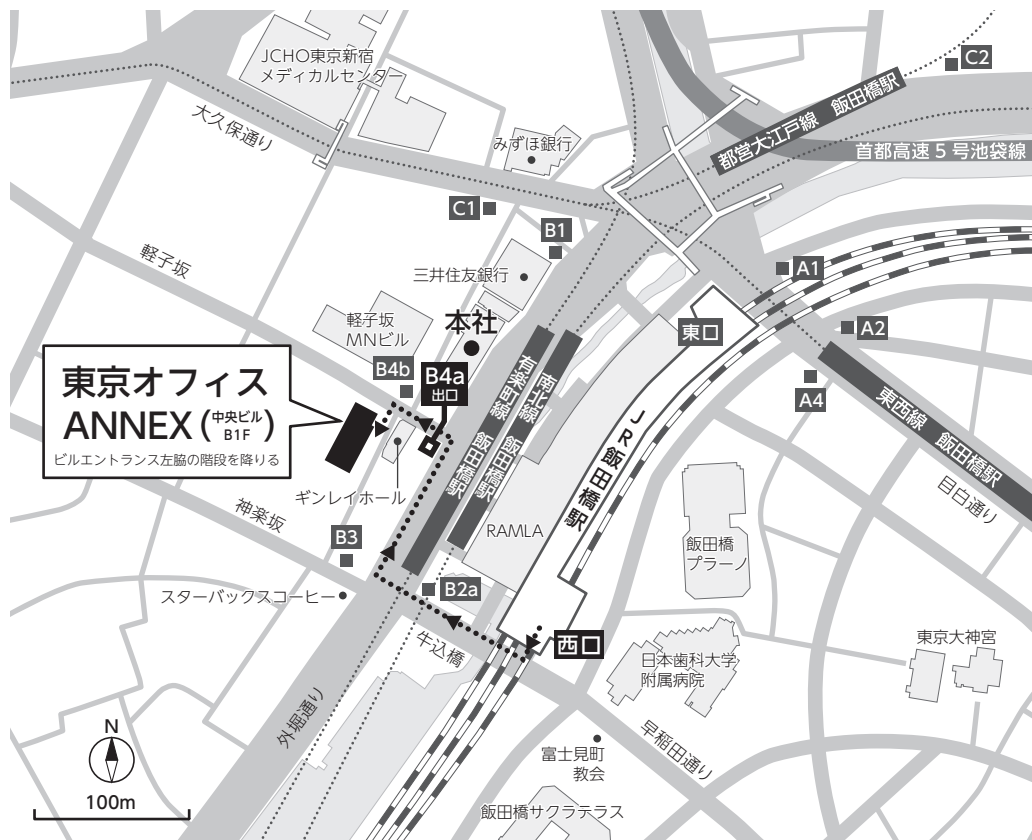 JCHO東京新宿
メディカルセンター
C2
都営大江戸線 飯田橋駅
首都高速5号池袋線
大久保通り
みずほ銀行
C1
B1
軽子坂
三井住友銀行
A1
東口
A2
軽子坂
MNビル
本社
B4b
B4a
出口
有楽町線 飯田橋駅
南北線 飯田橋駅
JR飯田橋駅
A4
東西線 飯田橋駅
目白通り
東京オフィス
ANNEX(中央ビル
B1F)
ビルエントランス左脇の階段を降りる
ギンレイホール
神楽坂
B3
RAMLA
飯田橋
プラーノ
スターバックスコーヒー
B2a
牛込橋
西口
日本歯科大学
附属病院
東京大神宮
外堀通り
早稲田通り
富士見町
教会
N
100m
飯田橋サクラテラス